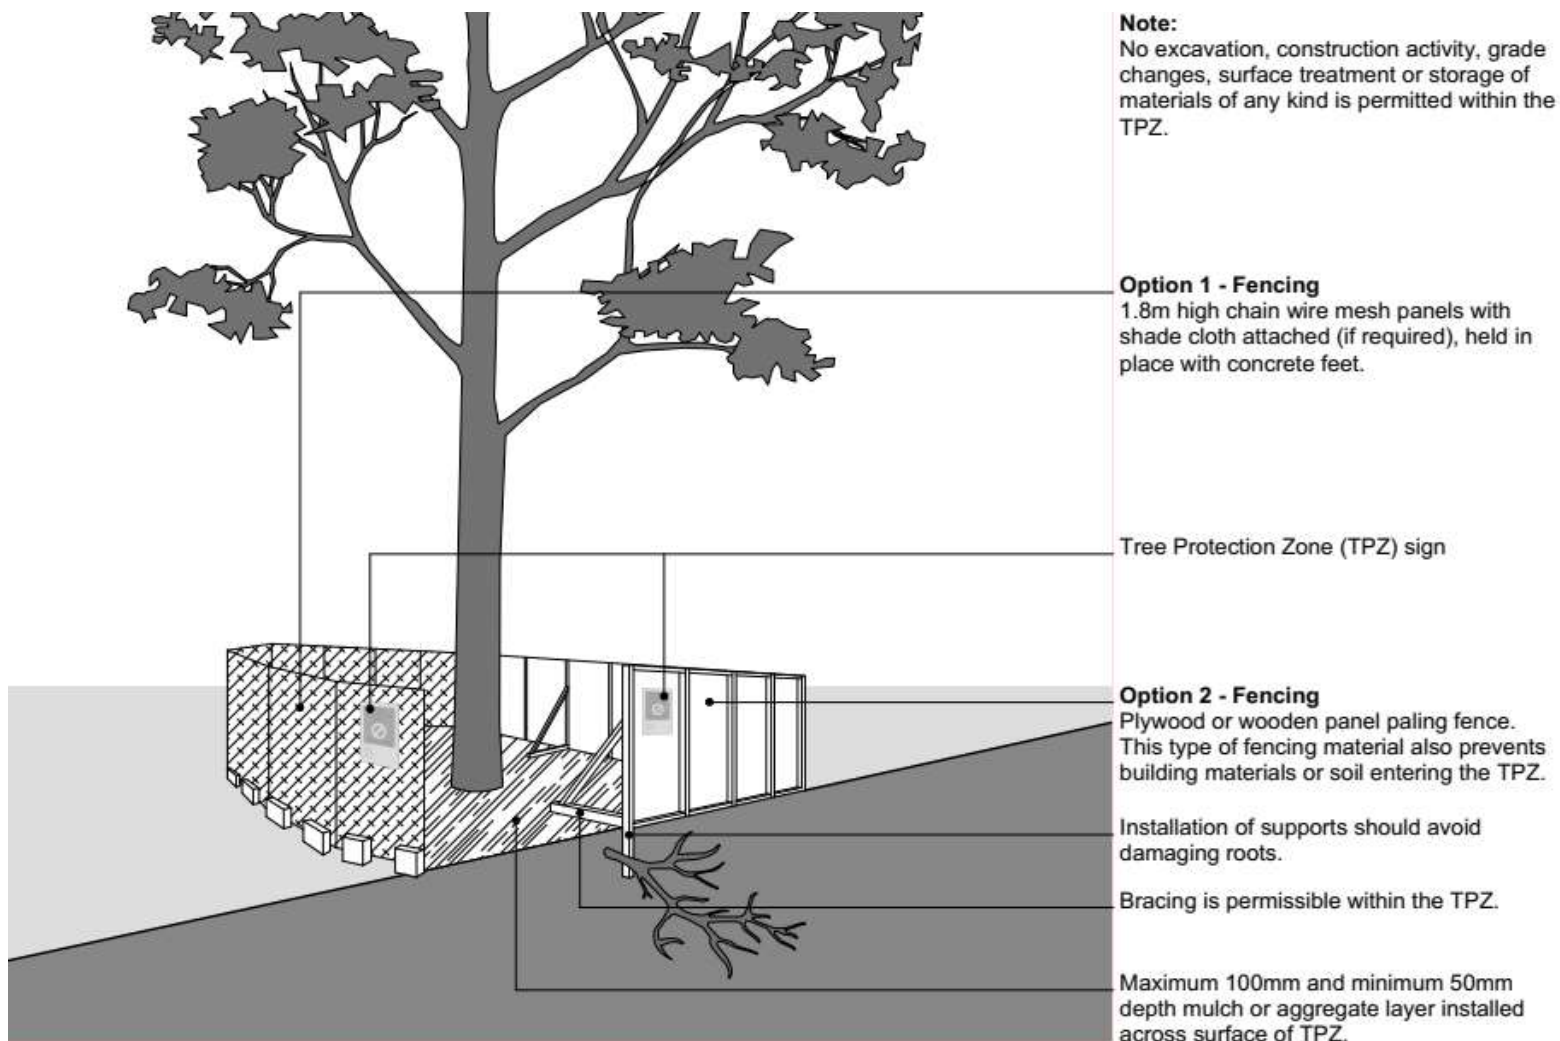 Note:
No excavation, construction activity, grade
changes, surface treatment or storage of
materials of any kind is permitted within the
TPZ.
Option 1 - Fencing
1.8m high chain wire mesh panels with
shade cloth attached (if required), held in
place with concrete feet.
Tree Protection Zone (TPZ) sign
Option 2 - Fencing
Plywood or wooden panel paling fence.
This type of fencing material also prevents
building materials or soil entering the TPZ.
Installation of supports should avoid
damaging roots.
Bracing is permissible within the TPZ.
Maximum 100mm and minimum 50mm
depth mulch or aggregate layer installed
across surface of TPZ.